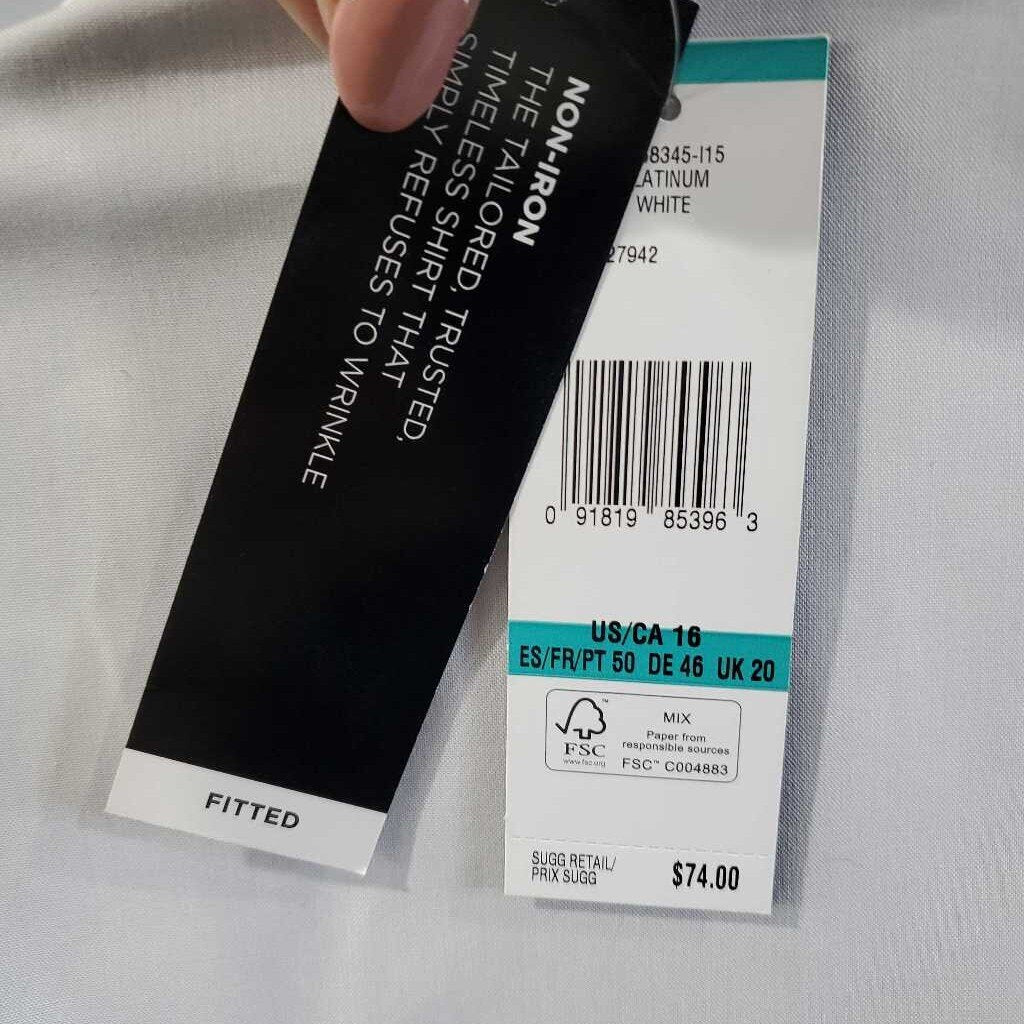 NON-IRON
THE TAILORED, TRUSTED,
TIMELESS SHIRT THAT
SIMPLY REFUSES TO WRINKLE
FITTED
8345-I15
LATINUM
WHITE
27942
0 91819 85396 3
US/CA 16
ES/FR/PT 50 DE 46 UK 20
FSC
www.fsc.org
™
MIX
Paper from
responsible sources
FSC™ C004883
SUGG RETAIL/
PRIX SUGG
$74.00